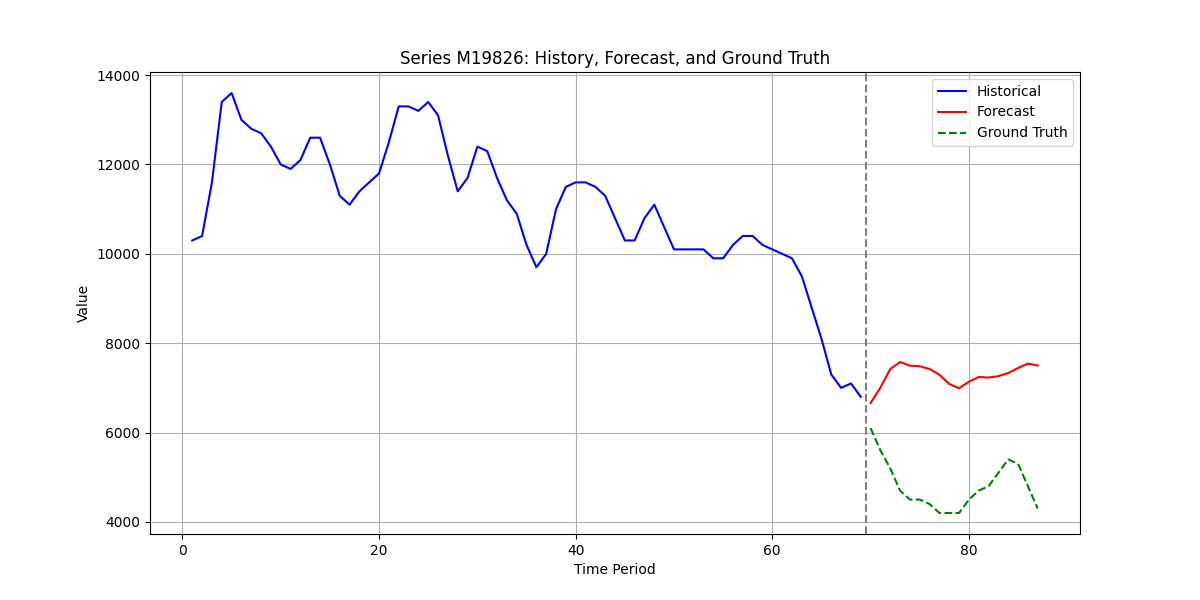 Series M19826: History, Forecast, and Ground Truth
Historical
Forecast
Ground Truth
14000
12000
10000
8000
6000
4000
Value
0
20
40
60
80
Time Period